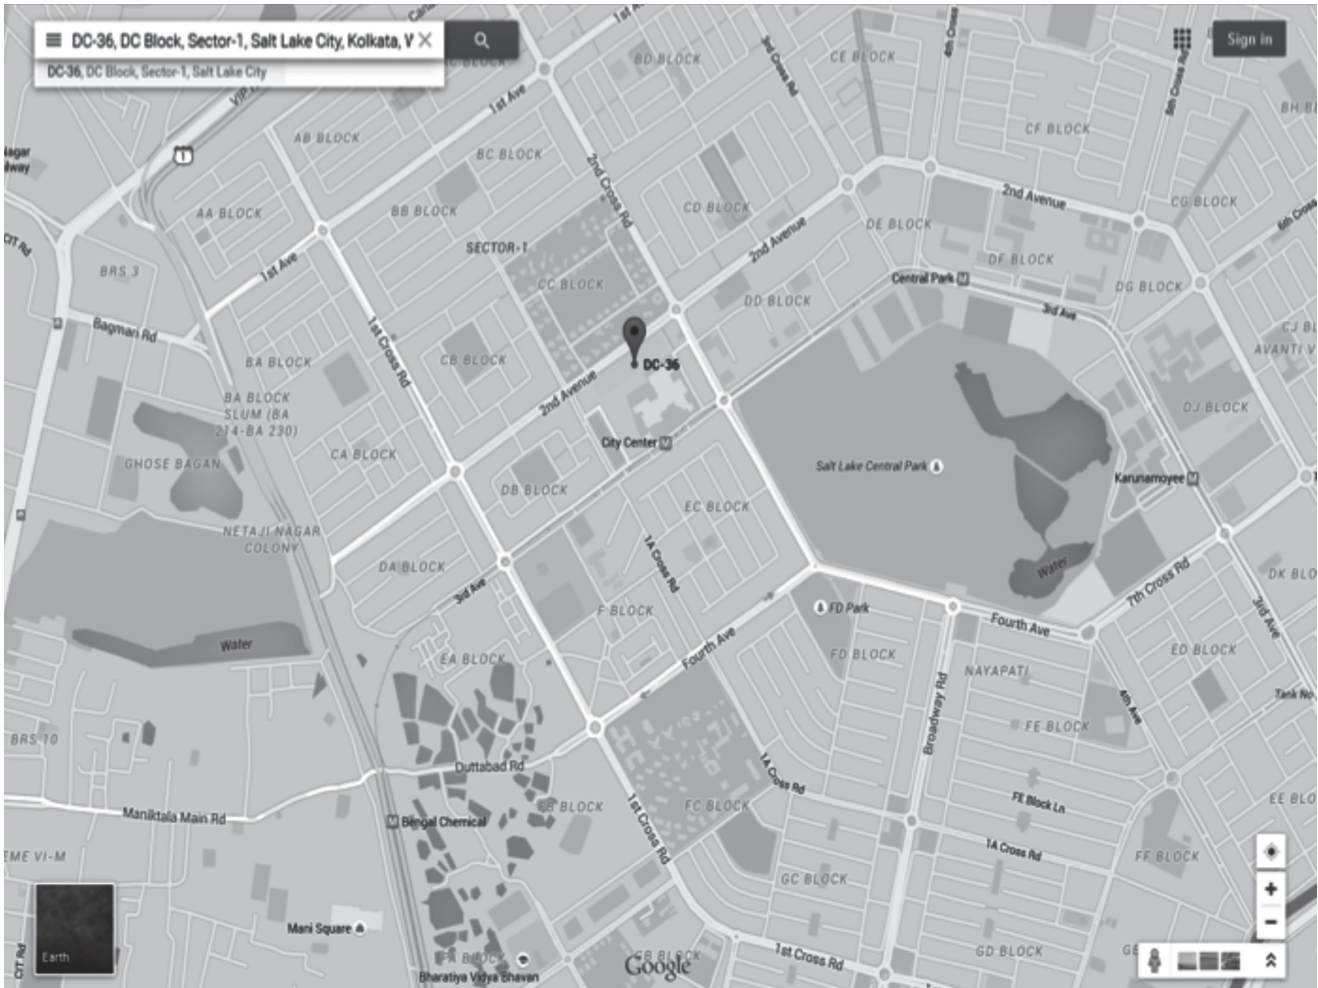 DC-36, DC Block, Sector-1, Salt Lake City, Kolkata, V
DC-36, DC Block, Sector-1, Salt Lake City
Sign in
1st Ave
2nd Cross Rd
3rd Cross Rd
4th Cross
5th Cross Rd
BD BLOCK
CE BLOCK
CF BLOCK
BH BL
AB BLOCK
BC BLOCK
1
AA BLOCK
BB BLOCK
CD BLOCK
2nd Avenue
CG BLOCK
6th Cross
CIT Rd
BRS 3
1st Ave
SECTOR-1
CC BLOCK
2nd Avenue
DE BLOCK
DF BLOCK
Central Park
DG BLOCK
DD BLOCK
3rd Ave
Bagmari Rd
1st Cross Rd
BA BLOCK
CB BLOCK
DC-36
CJ BL
AVANTI V
BA BLOCK
SLUM (BA
214-BA 230)
2nd Avenue
DJ BLOCK
City Center
CA BLOCK
GHOSE BAGAN
Salt Lake Central Park
Karunamoyee
DB BLOCK
EC BLOCK
NETAJI NAGAR
COLONY
DA BLOCK
1A Cross Rd
3rd Ave
Water
7th Cross Rd
DK BLO
F BLOCK
FD Park
Fourth Ave
3rd Ave
Water
EA BLOCK
Fourth Ave
FD BLOCK
NAYAPATI
ED BLOCK
Tank No
4th Ave
Broadway Rd
FE BLOCK
BRS 10
Duttabad Rd
1A Cross Rd
FE Block Ln
EE BLO
Maniktala Main Rd
FB BLOCK
1st Cross Rd
FC BLOCK
Bengal Chemical
1A Cross Rd
EME VI-M
FF BLOCK
GC BLOCK
Mani Square
Earth
CIT Rd
Bharatiya Vidya Bhavan
GB BLOCK
Google
1st Cross Rd
GD BLOCK